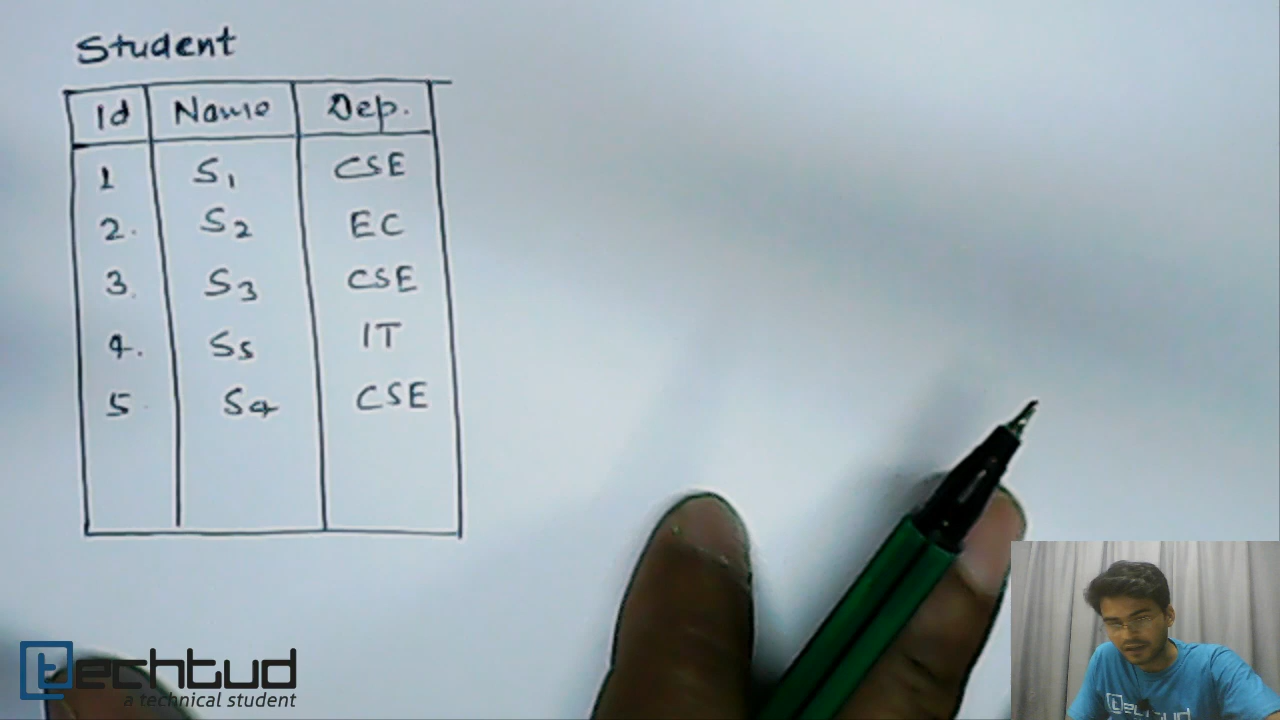 Student
Id Name Dep.
1 S1 CSE
2. S2 EC
3. S3 CSE
4. S5 IT
5 S4 CSE
techtud
a technical student
techtud